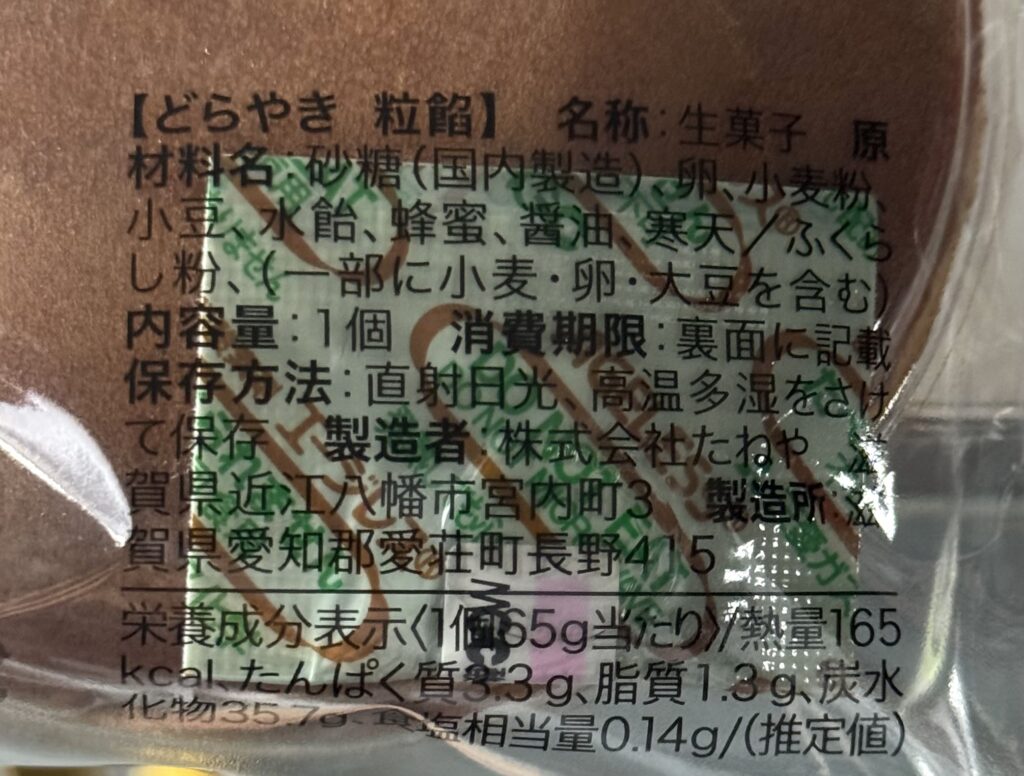 【どらやき 粒餡】 名称：生菓子 原
材料名：砂糖(国内製造)、卵、小麦粉、
小豆、水飴、蜂蜜、醤油、寒天／ふくら
し粉、(一部に小麦・卵・大豆を含む)
内容量：1個 消費期限：裏面に記載
保存方法：直射日光、高温多湿をさけ
て保存 製造者：株式会社たねや 滋
賀県近江八幡市宮内町3 製造所：滋
賀県愛知郡愛荘町長野415
栄養成分表示〈1個65g当たり〉/熱量165
kcal、たんぱく質3.3g、脂質1.3g、炭水
化物35.7g、食塩相当量0.14g/(推定値)